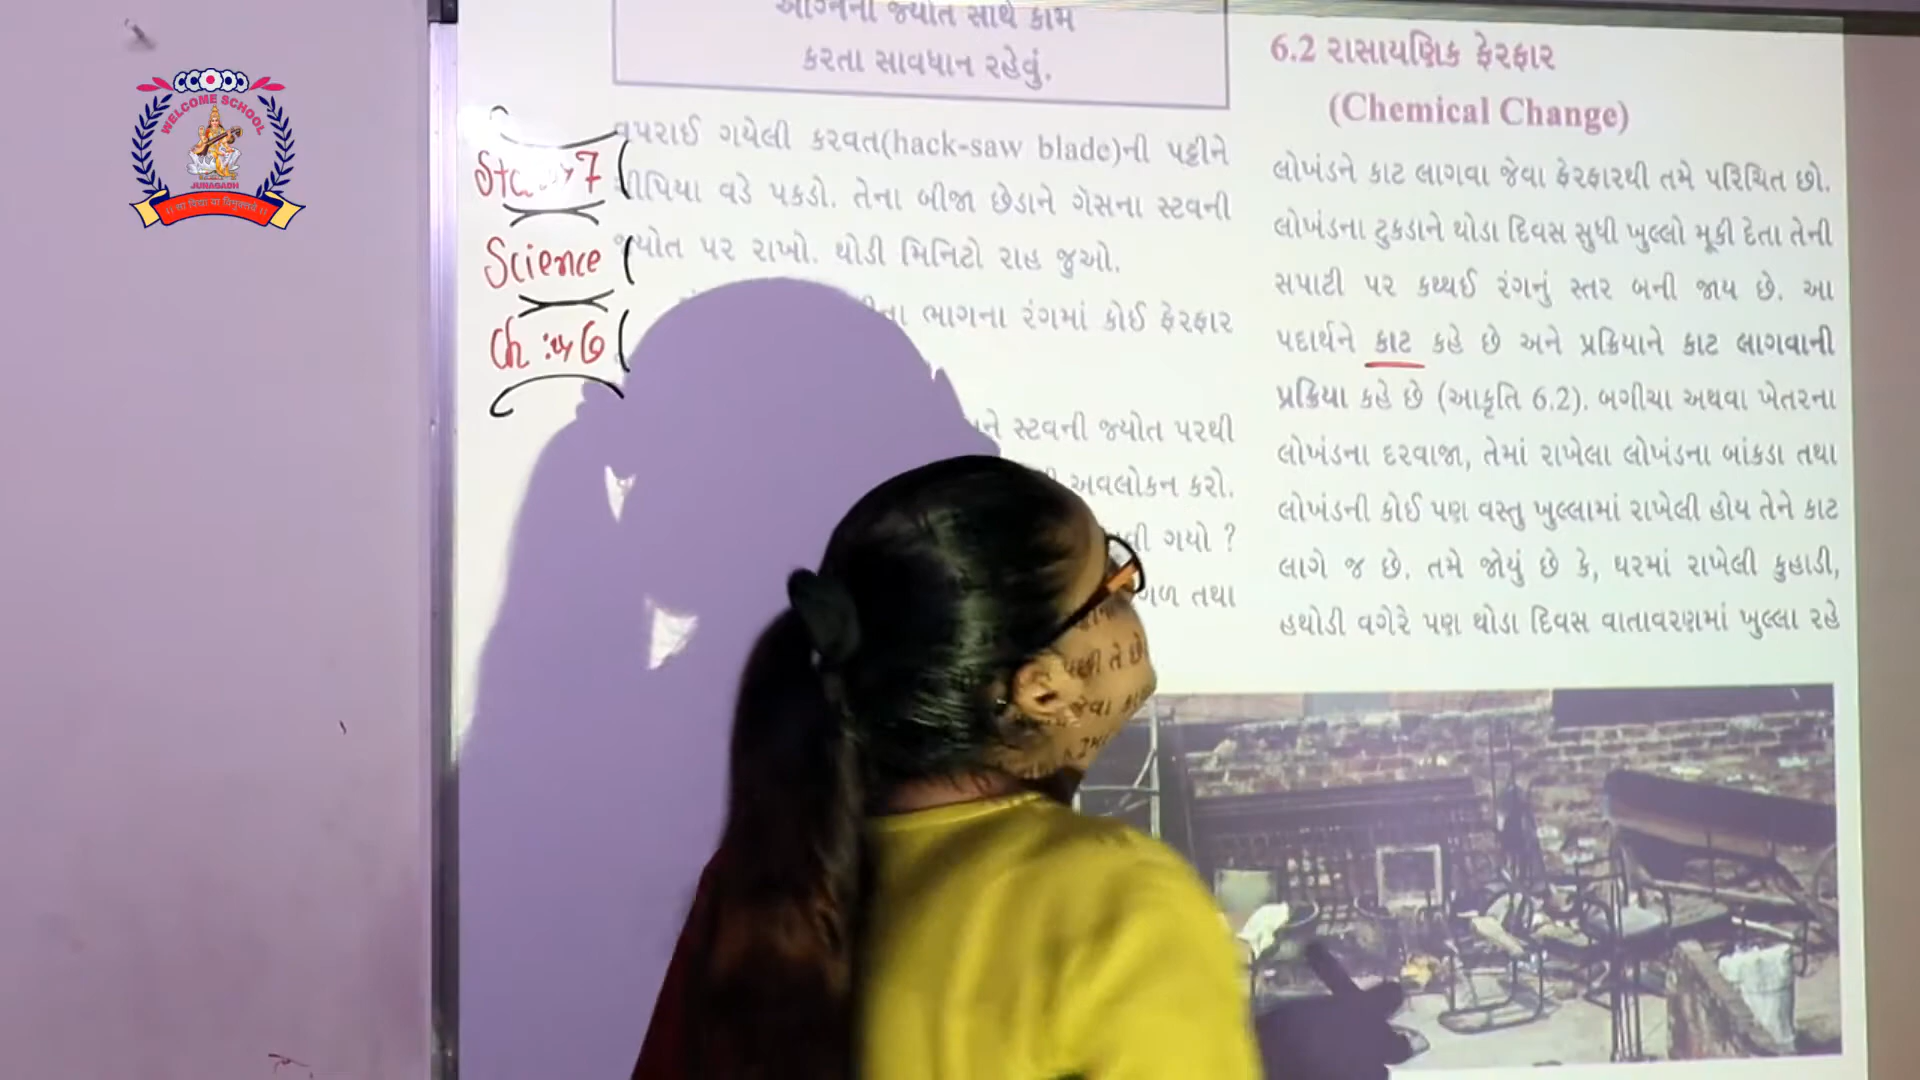 WELCOME SCHOOL
JUNAGADH
|| सा विद्या या विमुक्तये ||
Science
Ch :→ 6
કરતા સાવધાન રહેવું.
વપરાઈ ગયેલી કરવત(hack-saw blade)ની પટ્ટીને
વડે પકડો. તેના બીજા છેડાને ગૅસના સ્ટવની
જ્યોત પર રાખો. થોડી મિનિટો રાહ જુઓ.
ભાગના રંગમાં કોઈ ફેરફાર
સ્ટવની જ્યોત પરથી
અવલોકન કરો.
ગયો ?
તથા
6.2 રાસાયણિક ફેરફાર
(Chemical Change)
લોખંડને કાટ લાગવા જેવા ફેરફારથી તમે પરિચિત છો.
લોખંડના ટુકડાને થોડા દિવસ સુધી ખુલ્લો મૂકી દેતા તેની
સપાટી પર કથ્થઈ રંગનું સ્તર બની જાય છે. આ
પદાર્થને કાટ કહે છે અને પ્રક્રિયાને કાટ લાગવાની
પ્રક્રિયા કહે છે (આકૃતિ 6.2). બગીચા અથવા ખેતરના
લોખંડના દરવાજા, તેમાં રાખેલા લોખંડના બાંકડા તથા
લોખંડની કોઈ પણ વસ્તુ ખુલ્લામાં રાખેલી હોય તેને કાટ
લાગે જ છે. તમે જોયું છે કે, ઘરમાં રાખેલી કુહાડી,
હથોડી વગેરે પણ થોડા દિવસ વાતાવરણમાં ખુલ્લા રહે